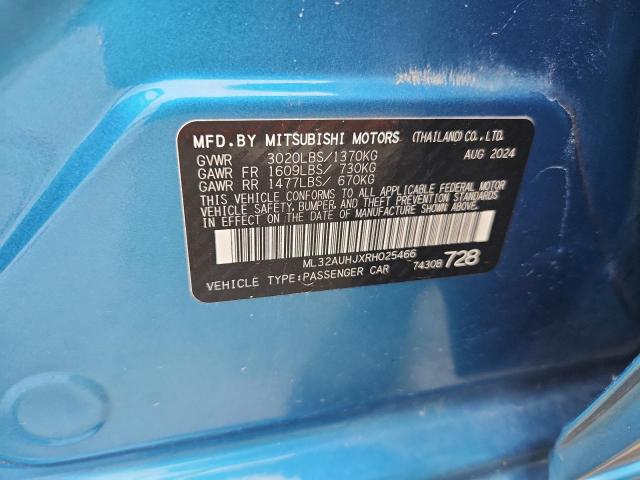 MFD.BY MITSUBISHI MOTORS (THAILAND) CO., LTD.
GVWR 3020LBS/1370KG AUG 2024
GAWR FR 1609LBS/ 730KG
GAWR RR 1477LBS/ 670KG
THIS VEHICLE CONFORMS TO ALL APPLICABLE FEDERAL MOTOR
VEHICLE SAFETY, BUMPER, AND THEFT PREVENTION STANDARDS
IN EFFECT ON THE DATE OF MANUFACTURE SHOWN ABOVE.
ML32AUHJXRH025466
7430B 728
VEHICLE TYPE:PASSENGER CAR